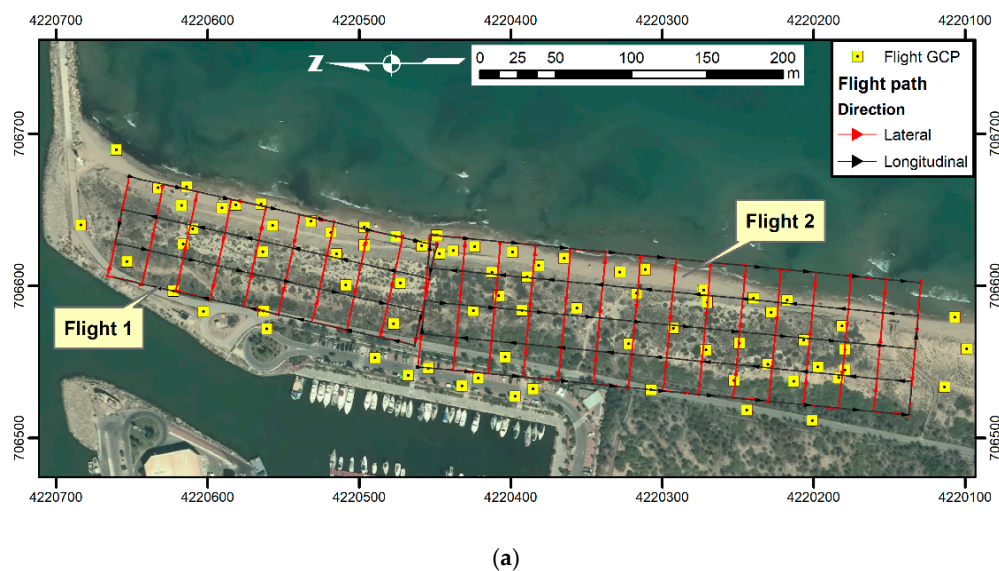 4220700 4220600 4220500 4220400 4220300 4220200 4220100
Z
0 25 50 100 150 200
m
Flight GCP
Flight path
Direction
Lateral
Longitudinal
706700 706700
Flight 2
706600 706600
Flight 1
706500 706500
4220700 4220600 4220500 4220400 4220300 4220200 4220100
(a)